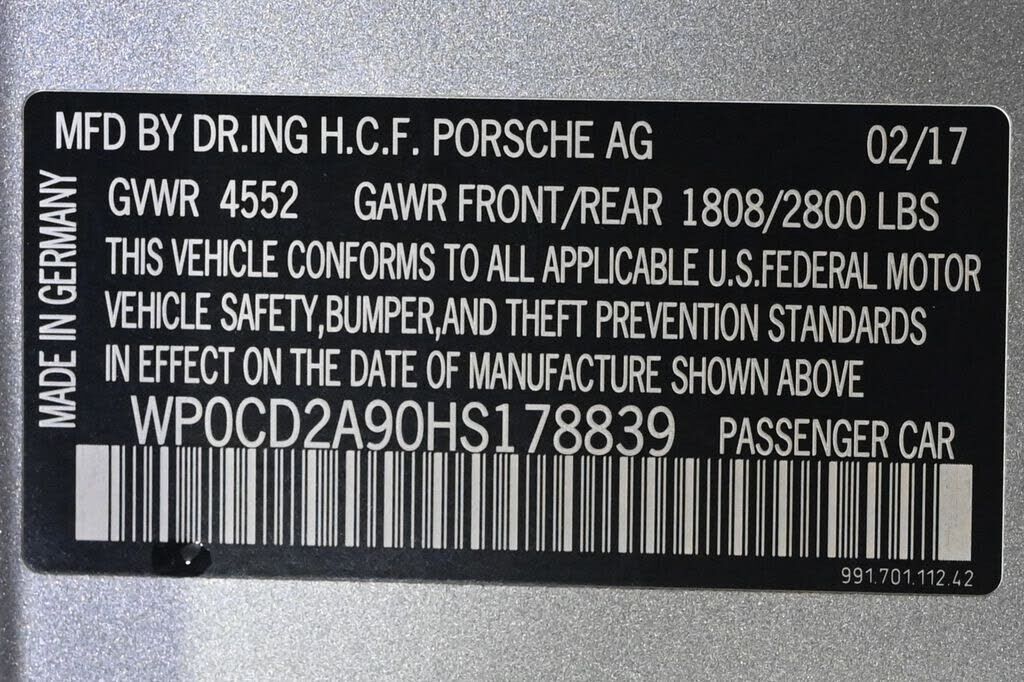 MFD BY DR.ING H.C.F. PORSCHE AG 02/17
GVWR 4552 GAWR FRONT/REAR 1808/2800 LBS
THIS VEHICLE CONFORMS TO ALL APPLICABLE U.S.FEDERAL MOTOR
VEHICLE SAFETY,BUMPER,AND THEFT PREVENTION STANDARDS
IN EFFECT ON THE DATE OF MANUFACTURE SHOWN ABOVE
WP0CD2A90HS178839 PASSENGER CAR
991.701.112.42
MADE IN GERMANY